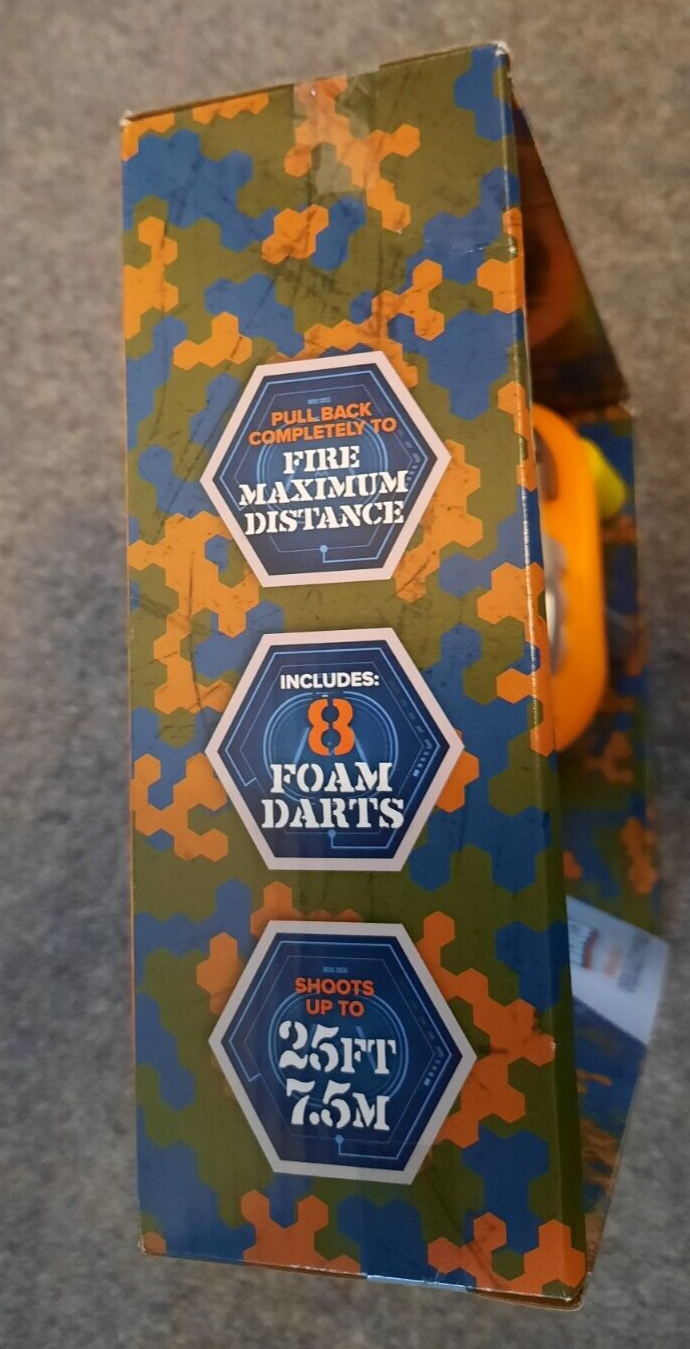 PULL BACK
COMPLETELY TO
FIRE
MAXIMUM
DISTANCE
INCLUDES:
8
FOAM
DARTS
SHOOTS
UP TO
25FT
7.5M